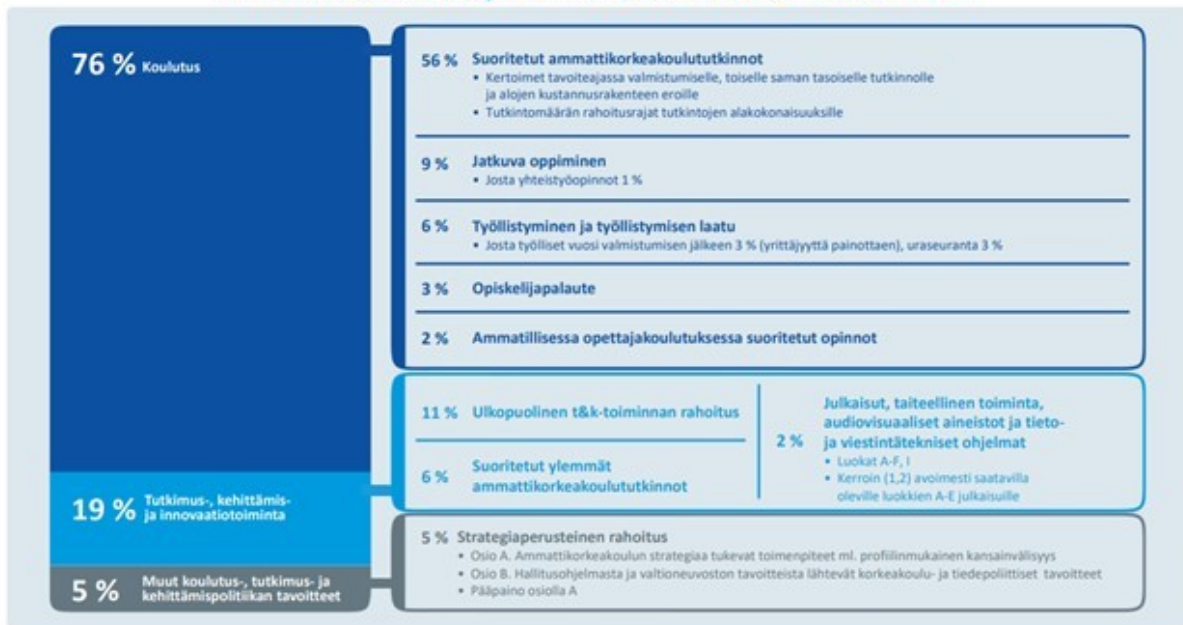 76 % Koulutus
56 % Suoritetut ammattikorkeakoulututkinnot
• Kertoimet tavoiteajassa valmistumiselle, toiselle saman tasoiselle tutkinnolle
ja alojen kustannusrakenteen eroille
• Tutkintomäärän rahoitusrajat tutkintojen alakokonaisuuksille
9 % Jatkuva oppiminen
• Josta yhteistyöopinnot 1 %
6 % Työllistyminen ja työllistymisen laatu
• Josta työlliset vuosi valmistumisen jälkeen 3 % (yrittäjyyttä painottaen), uraseuranta 3 %
3 % Opiskelijapalaute
2 % Ammatillisessa opettajakoulutuksessa suoritetut opinnot
19 % Tutkimus-, kehittämis-
ja innovaatiotoiminta
11 % Ulkopuolinen t&k-toiminnan rahoitus
6 % Suoritetut ylemmät
ammattikorkeakoulututkinnot
2 % Julkaisut, taiteellinen toiminta,
audiovisuaaliset aineistot ja tieto-
ja viestintätekniset ohjelmat
• Luokat A-F, I
• Kerroin (1,2) avoimesti saatavilla
oleville luokkien A-E julkaisuille
5 % Muut koulutus-, tutkimus- ja
kehittämispolitiikan tavoitteet
5 % Strategiaperusteinen rahoitus
• Osio A. Ammattikorkeakoulun strategiaa tukevat toimenpiteet ml. profiilinmukainen kansainvälisyys
• Osio B. Hallitusohjelmasta ja valtioneuvoston tavoitteista lähtevät korkeakoulu- ja tiedepoliittiset tavoitteet
• Pääpaino osiolla A